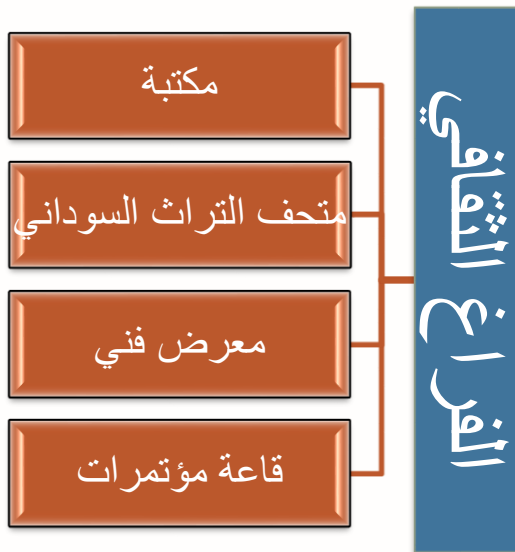 الفراغ الثقافي
مكتبة
متحف التراث السوداني
معرض فني
قاعة مؤتمرات